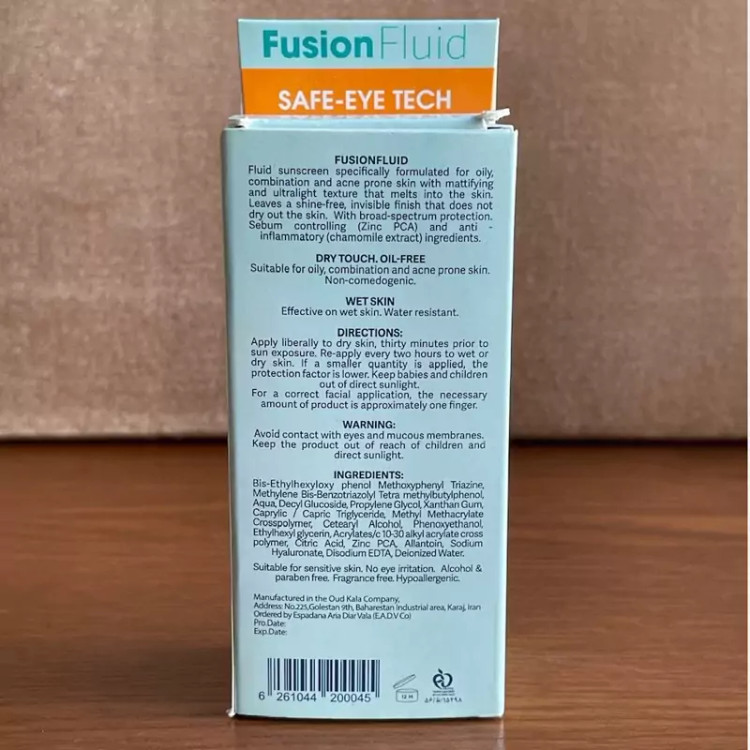 FusionFluid
SAFE-EYE TECH
FUSIONFLUID
Fluid sunscreen specifically formulated for oily,
combination and acne prone skin with mattifying
and ultralight texture that melts into the skin.
Leaves a shine-free, invisible finish that does not
dry out the skin. With broad-spectrum protection.
Sebum controlling (Zinc PCA) and anti -
inflammatory (chamomile extract) ingredients.
DRY TOUCH. OIL-FREE
Suitable for oily, combination and acne prone skin.
Non-comedogenic.
WET SKIN
Effective on wet skin. Water resistant.
DIRECTIONS:
Apply liberally to dry skin, thirty minutes prior to
sun exposure. Re-apply every two hours to wet or
dry skin. If a smaller quantity is applied, the
protection factor is lower. Keep babies and children
out of direct sunlight.
For a correct facial application, the necessary
amount of product is approximately one finger.
WARNING:
Avoid contact with eyes and mucous membranes.
Keep the product out of reach of children and
direct sunlight.
INGREDIENTS:
Bis-Ethylhexyloxy phenol Methoxyphenyl Triazine,
Methylene Bis-Benzotriazolyl Tetra methylbutylphenol,
Aqua, Decyl Glucoside, Propylene Glycol, Xanthan Gum,
Caprylic / Capric Triglyceride, Methyl Methacrylate
Crosspolymer, Cetearyl Alcohol, Phenoxyethanol,
Ethylhexyl glycerin, Acrylates/c 10-30 alkyl acrylate cross
polymer, Citric Acid, Zinc PCA, Allantoin, Sodium
Hyaluronate, Disodium EDTA, Deionized Water.
Suitable for sensitive skin. No eye irritation. Alcohol &
paraben free. Fragrance free. Hypoallergenic.
Manufactured in the Oud Kala Company,
Address: No.225,Golestan 9th, Baharestan industrial area, Karaj, Iran
Ordered by Espadana Aria Diar Vala (E.A.D.V Co)
Pro.Date:
Exp.Date:
6 261044 200045
12 M